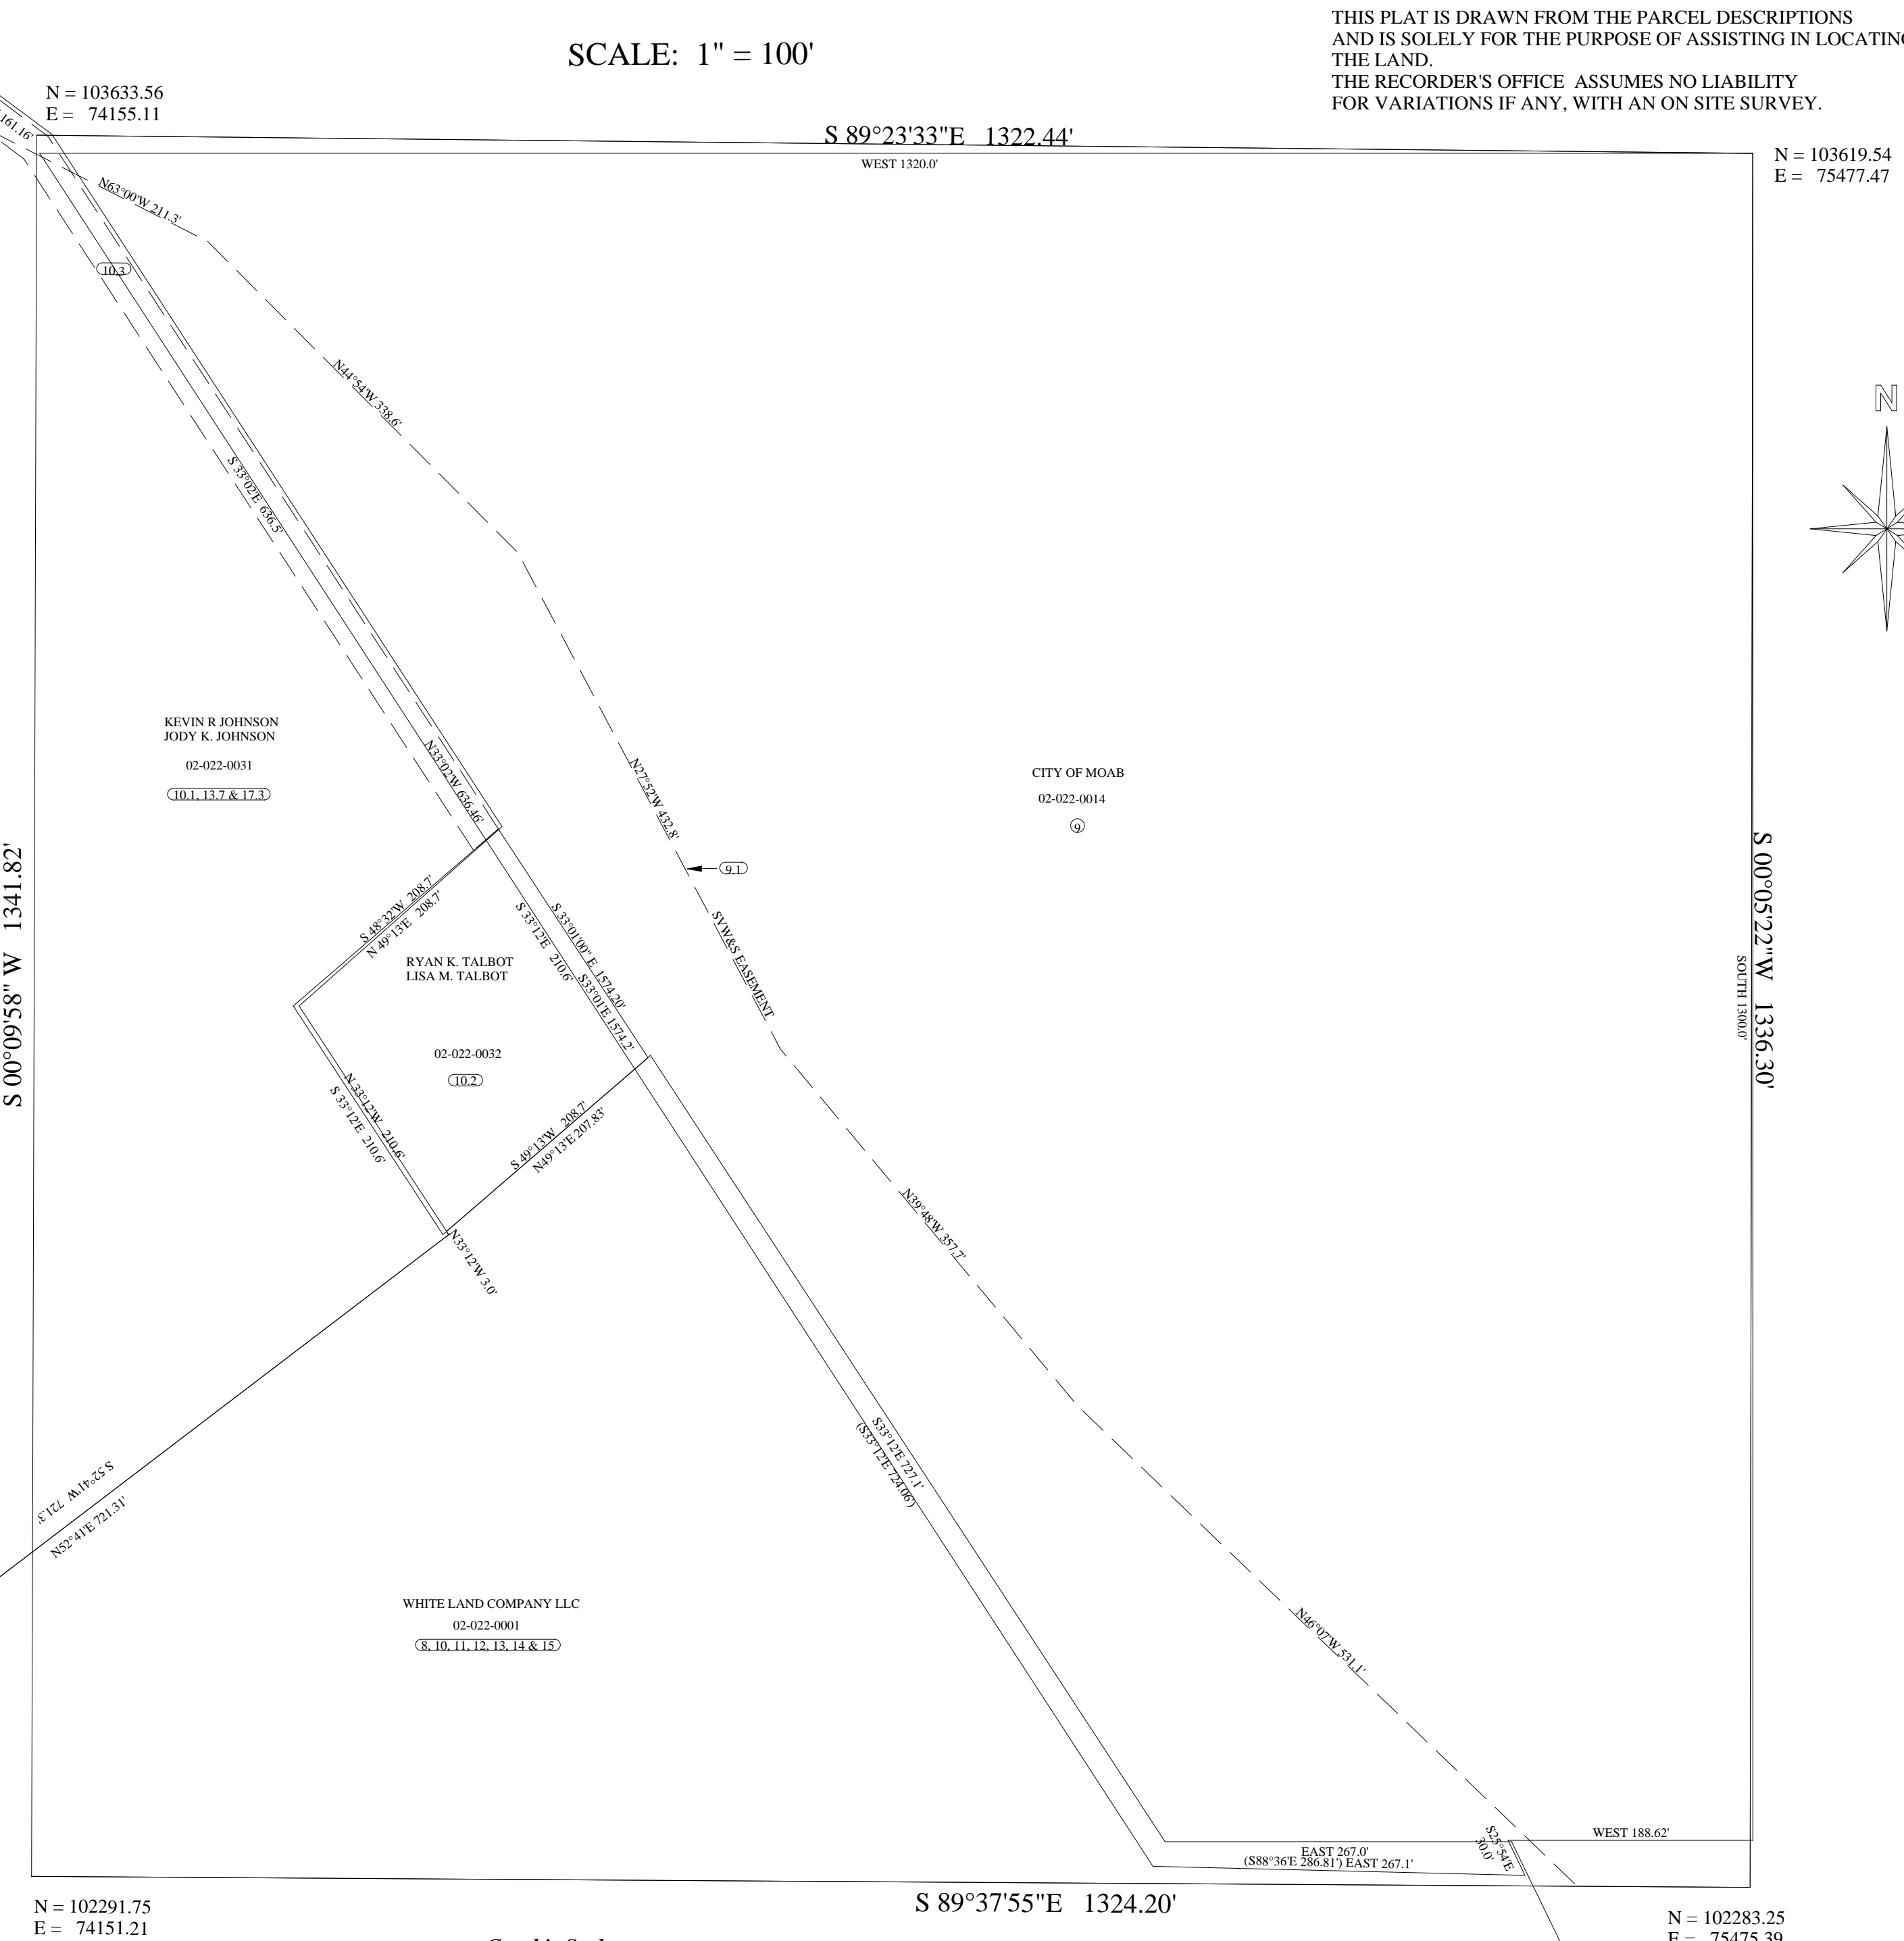 THIS PLAT IS DRAWN FROM THE PARCEL DESCRIPTIONS
AND IS SOLELY FOR THE PURPOSE OF ASSISTING IN LOCATING
THE LAND.
THE RECORDER'S OFFICE ASSUMES NO LIABILITY
FOR VARIATIONS IF ANY, WITH AN ON SITE SURVEY.
SCALE: 1" = 100'
N = 103633.56
E = 74155.11
161.16'
S 89°23'33"E 1322.44'
WEST 1320.0'
N = 103619.54
E = 75477.47
N63°00'W 211.3'
10.3
N44°54'W 338.6'
N
S 33°02'E 636.5'
KEVIN R JOHNSON
JODY K. JOHNSON
02-022-0031
10.1, 13.7 & 17.3
N33°02'W 636.46'
N27°52'W 432.8'
CITY OF MOAB
02-022-0014
9
9.1
S 00°09'58" W 1341.82'
S 00°05'22"W 1336.30'
SOUTH 1300.0'
S 48°32'W 208.7'
N 49°13'E 208.7'
S 33°12'E 210.6'
S 33°01'00" E 1574.20'
S33°01'E 1574.2'
SVW&S EASEMENT
RYAN K. TALBOT
LISA M. TALBOT
02-022-0032
10.2
N 33°12'W 210.6'
S 33°12'E 210.6'
S 49°13'W 208.7'
N49°13'E 207.83'
N33°12'W 3.0'
N39°48'W 357.7'
S 52°41'W 721.3'
N52°41'E 721.31'
S33°12'E 727.1'
(S33°12'E 724.06')
WHITE LAND COMPANY LLC
02-022-0001
8, 10, 11, 12, 13, 14 & 15
N46°07'W 531.1'
S25°54'E
30.0'
WEST 188.62'
EAST 267.0'
(S88°36'E 286.81') EAST 267.1'
S 89°37'55"E 1324.20'
N = 102291.75
E = 74151.21
N = 102283.25
E = 75475.39